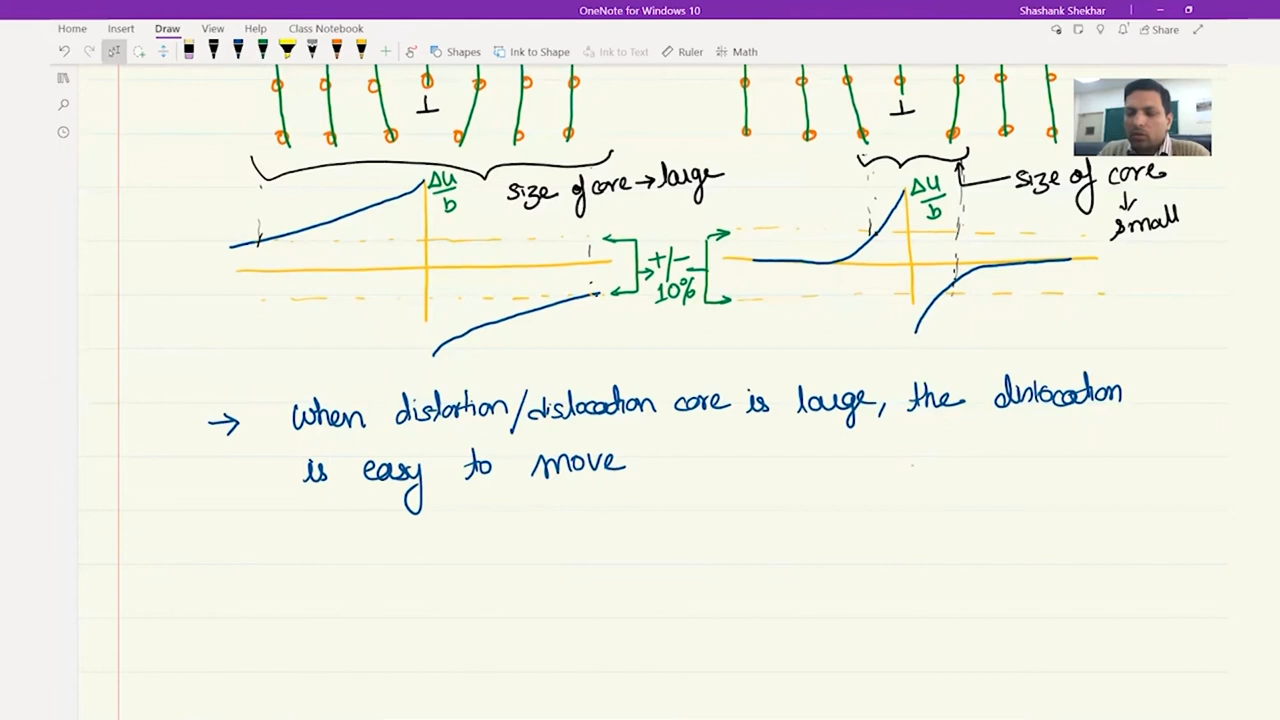 OneNote for Windows 10
Shashank Shekhar
Home Insert Draw View Help Class Notebook
Share
Shapes Ink to Shape Ink to Text Ruler Math
⊥ ⊥
size of core → large
size of core
↓
small
Δu/b
Δu/b
+/-
10%
→ When distortion/dislocation core is large, the dislocation
is easy to move